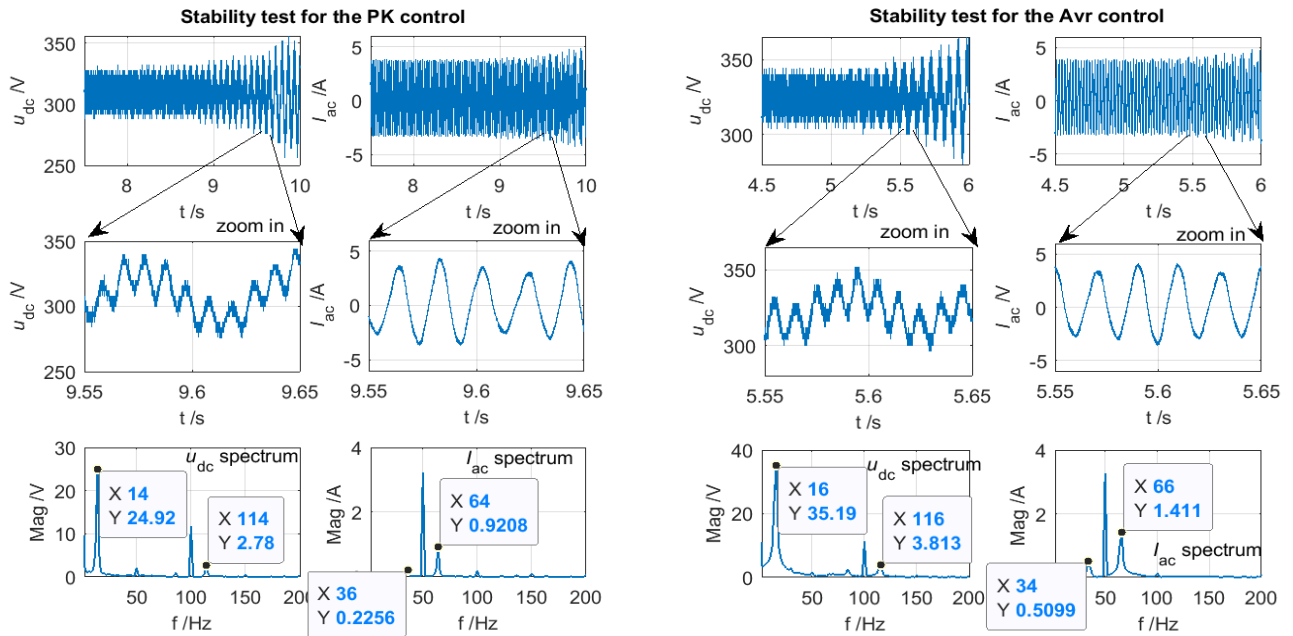 Stability test for the PK control
Stability test for the Avr control
350
300
250
u_dc /V
8
9
10
t /s
5
0
-5
I_ac /A
8
9
10
t /s
350
300
u_dc /V
4.5
5
5.5
6
t /s
5
0
-5
I_ac /A
4.5
5
5.5
6
t /s
zoom in
zoom in
zoom in
zoom in
350
300
250
u_dc /V
9.55
9.6
9.65
t /s
5
0
-5
I_ac /A
9.55
9.6
9.65
t /s
350
300
u_dc /V
5.55
5.6
5.65
t /s
5
0
-5
I_ac /V
5.55
5.6
5.65
t /s
30
20
10
0
Mag /V
u_dc spectrum
X 14
Y 24.92
X 114
Y 2.78
50
100
150
200
f /Hz
4
2
0
Mag /A
I_ac spectrum
X 64
Y 0.9208
X 36
Y 0.2256
50
100
150
200
f /Hz
40
20
0
Mag /V
u_dc spectrum
X 16
Y 35.19
X 116
Y 3.813
50
100
150
200
f /Hz
4
2
0
Mag /A
X 66
Y 1.411
I_ac spectrum
X 34
Y 0.5099
50
100
150
200
f /Hz